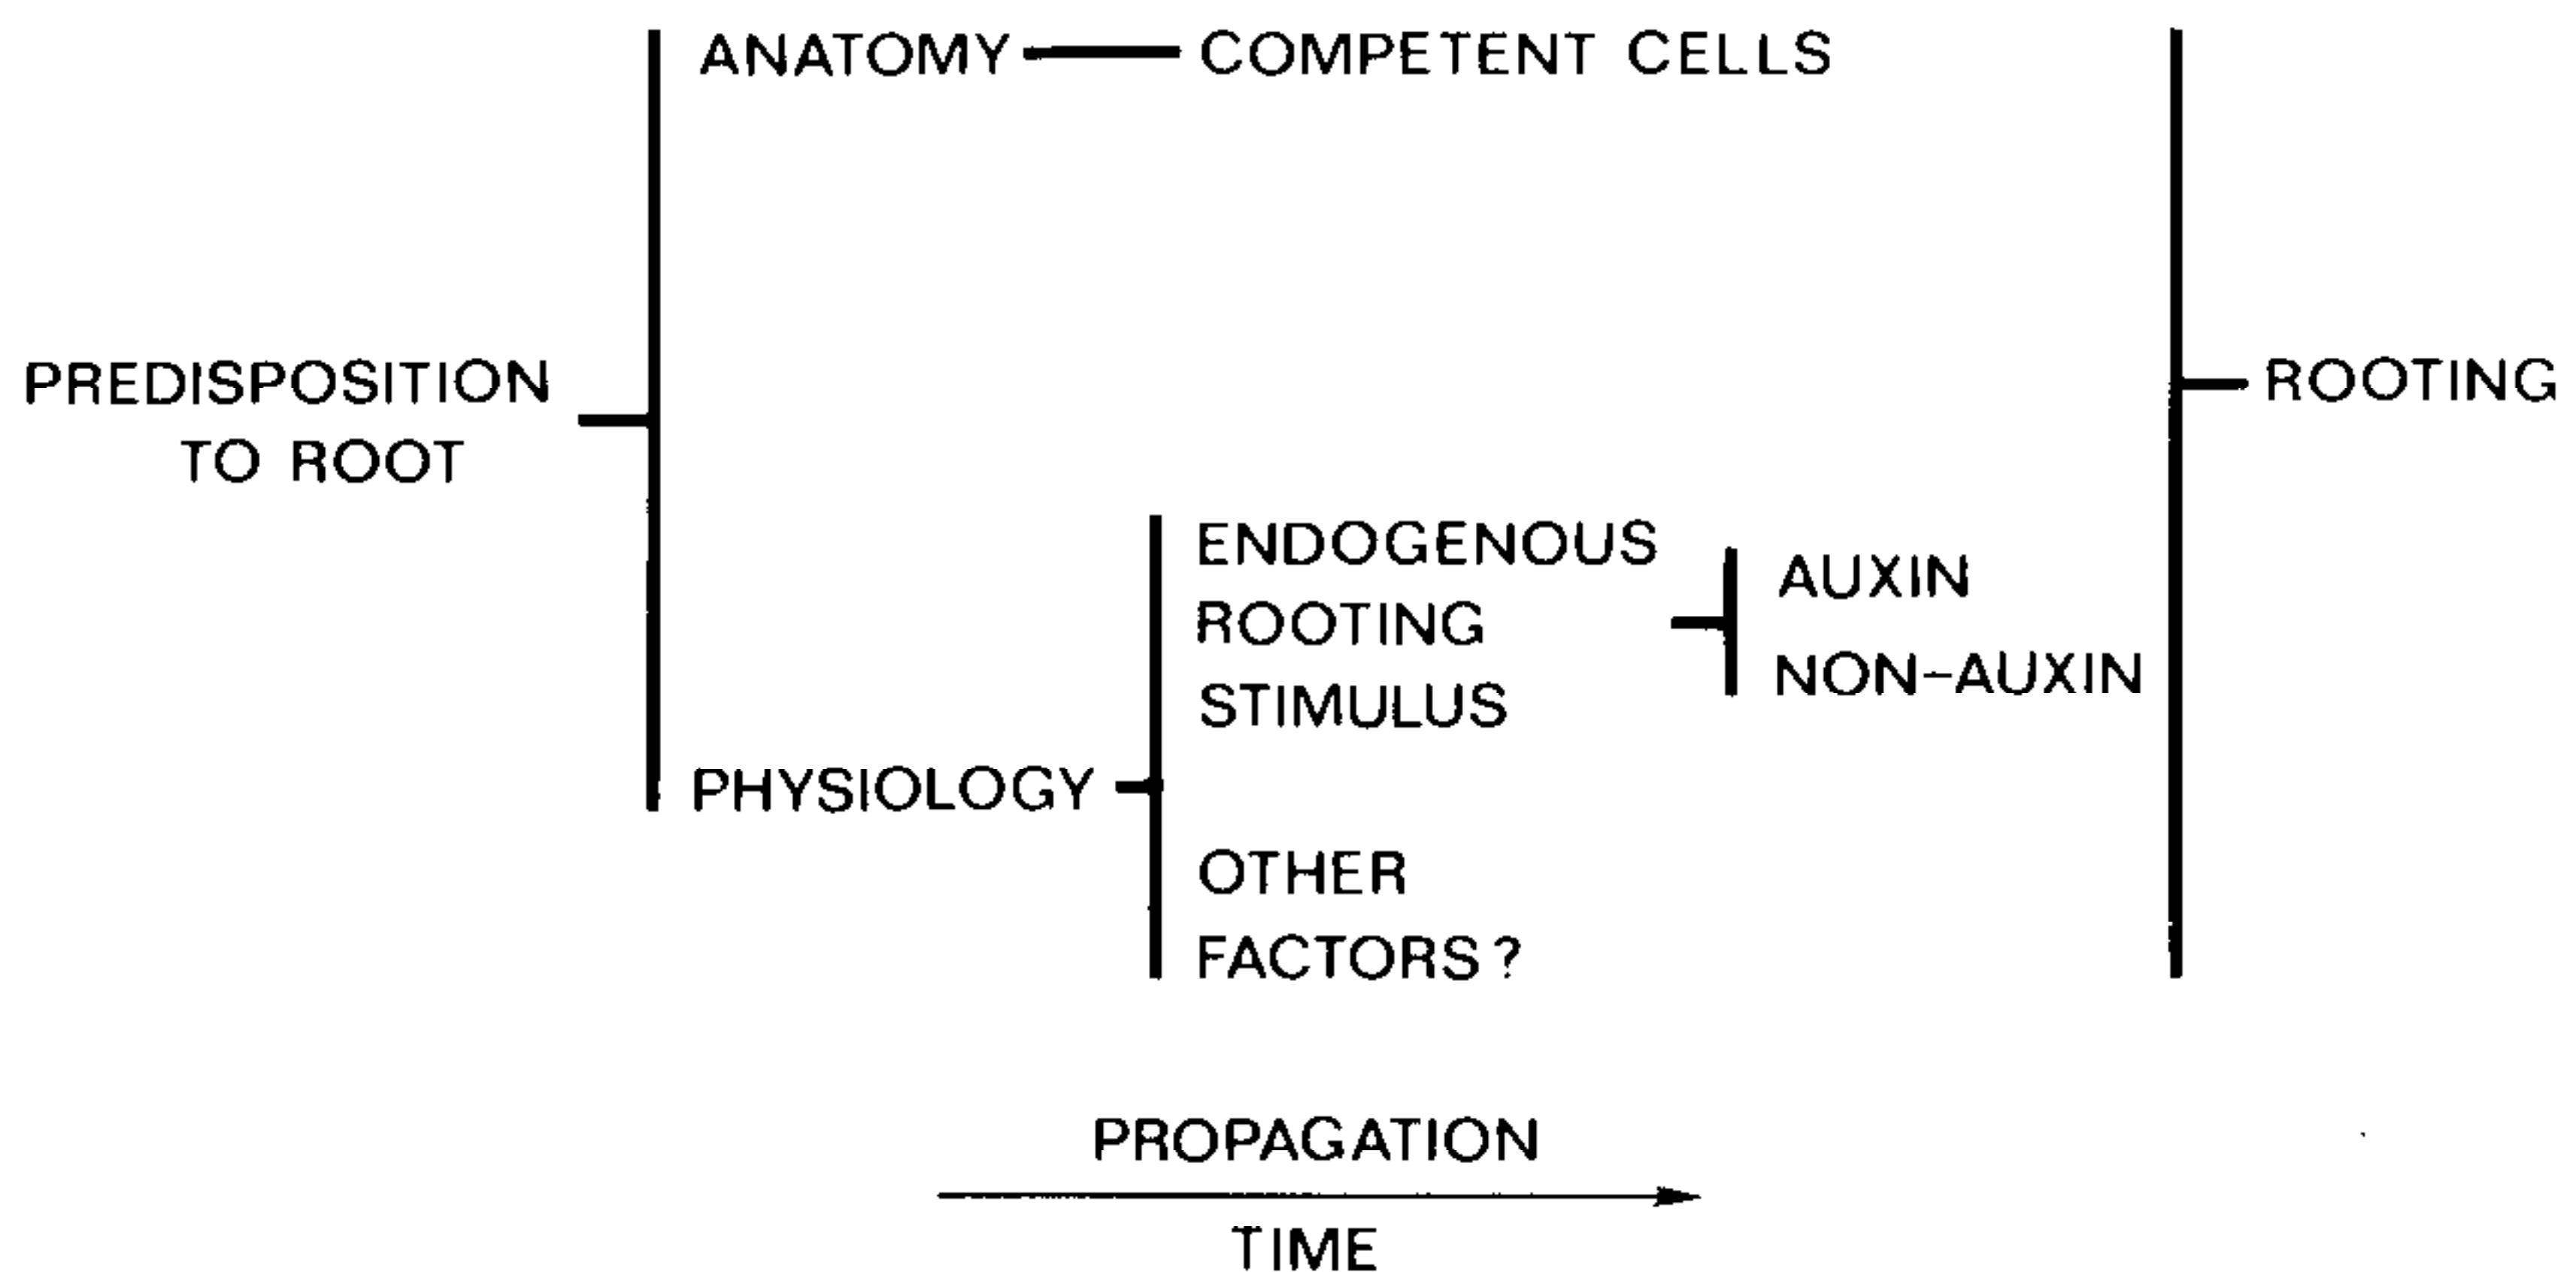 ANATOMY
COMPETENT CELLS
PREDISPOSITION
TO ROOT
ROOTING
ENDOGENOUS
ROOTING
STIMULUS
AUXIN
NON-AUXIN
PHYSIOLOGY
OTHER
FACTORS?
PROPAGATION
TIME